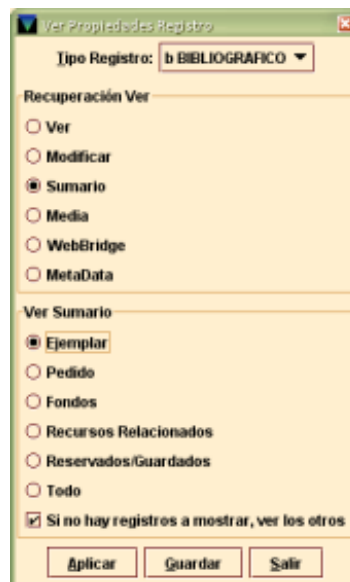 Ver Propiedades Registro
Tipo Registro: b BIBLIOGRAFICO
Recuperación Ver
Ver
Modificar
Sumario
Media
WebBridge
MetaData
Ver Sumario
Ejemplar
Pedido
Fondos
Recursos Relacionados
Reservados/Guardados
Todo
Si no hay registros a mostrar, ver los otros
Aplicar Guardar Salir